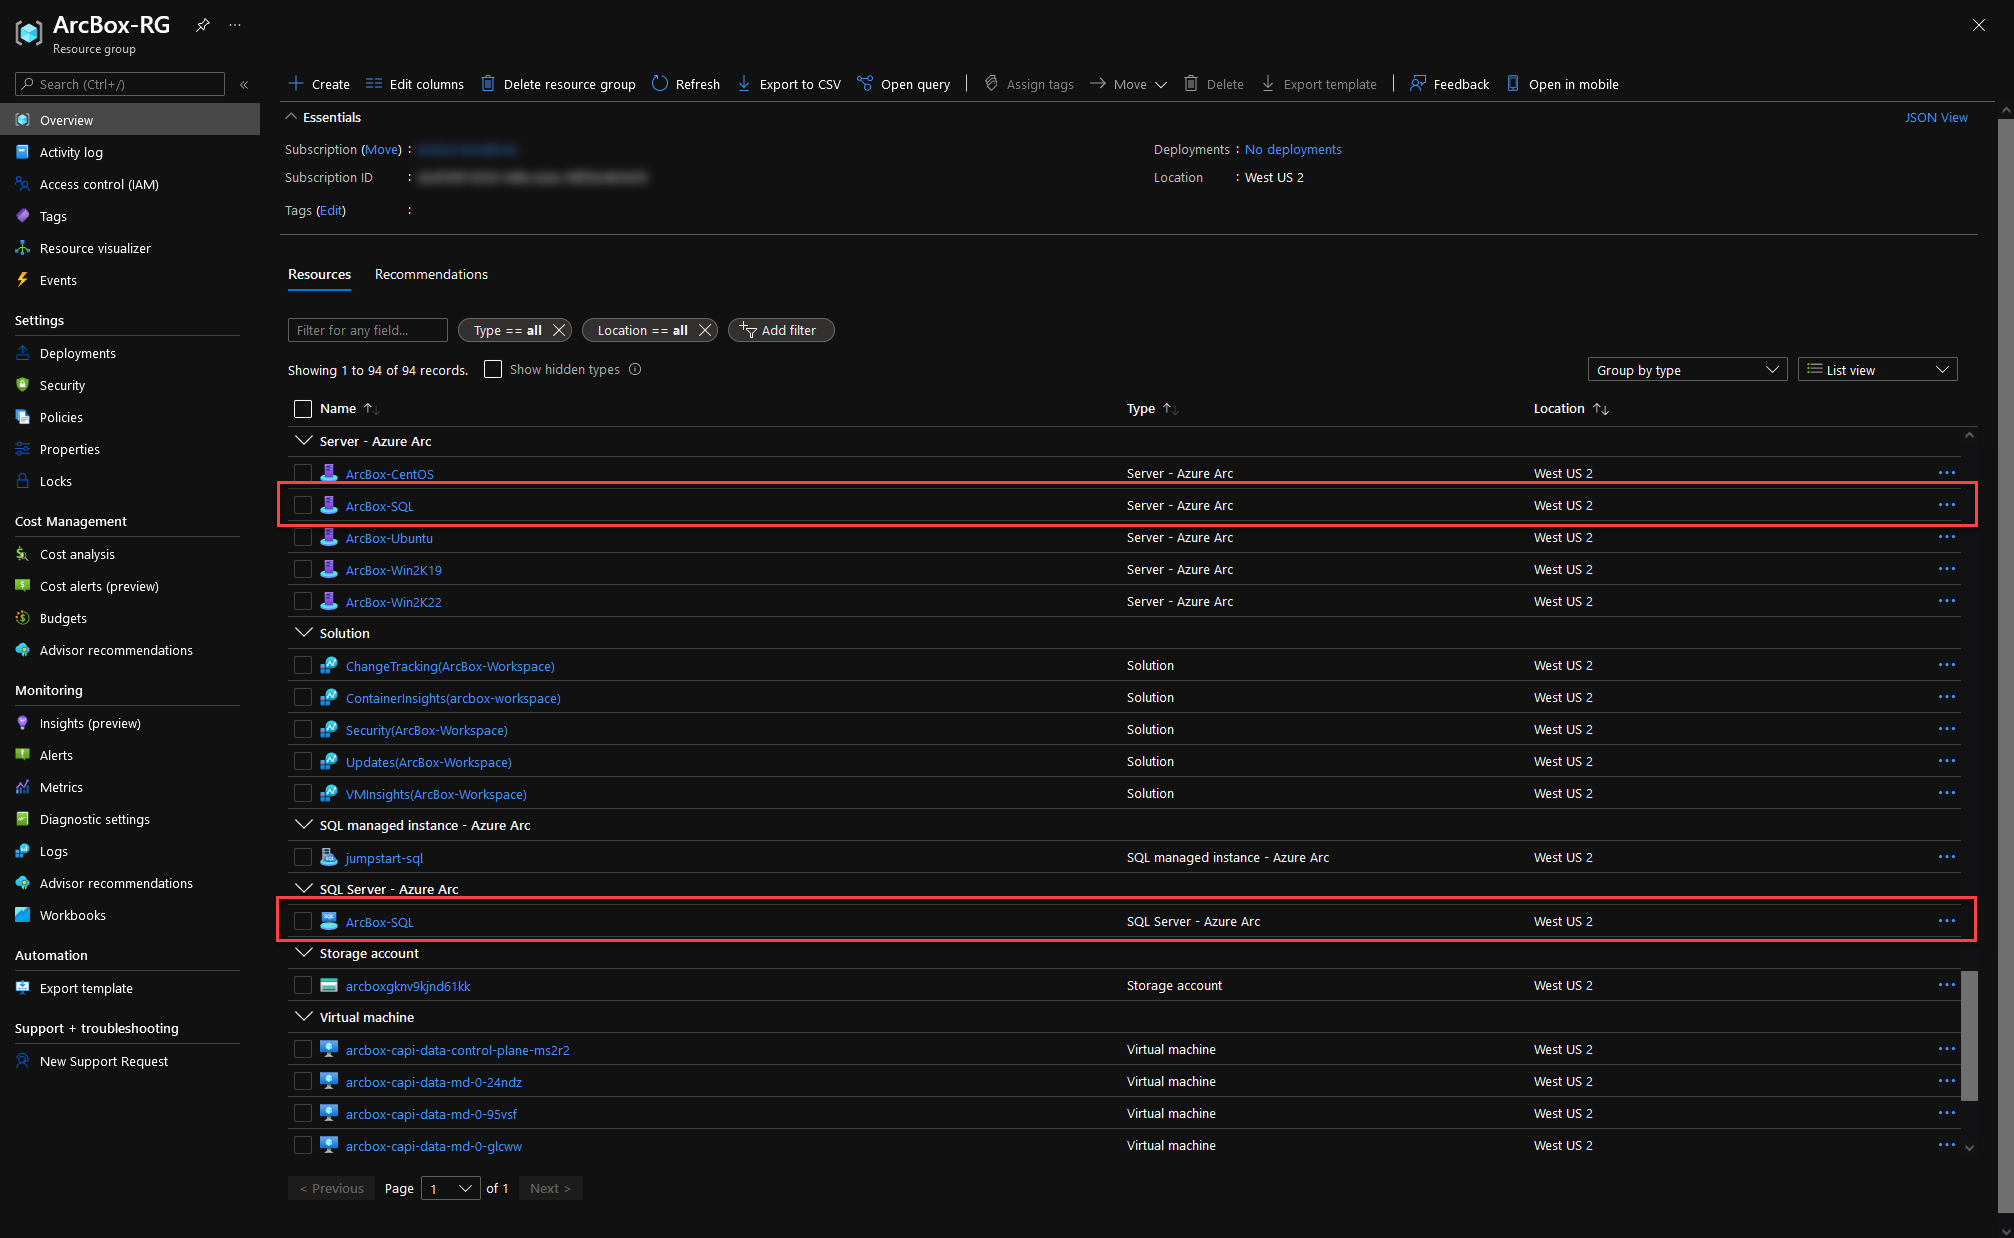 ArcBox-RG
Resource group
Search (Ctrl+/)
Overview
Activity log
Access control (IAM)
Tags
Resource visualizer
Events
Settings
Deployments
Security
Policies
Properties
Locks
Cost Management
Cost analysis
Cost alerts (preview)
Budgets
Advisor recommendations
Monitoring
Insights (preview)
Alerts
Metrics
Diagnostic settings
Logs
Advisor recommendations
Workbooks
Automation
Export template
Support + troubleshooting
New Support Request
Create Edit columns Delete resource group Refresh Export to CSV Open query Assign tags Move Delete Export template Feedback Open in mobile
Essentials JSON View
Subscription (Move) : Deployments : No deployments
Subscription ID : Location : West US 2
Tags (Edit) :
Resources Recommendations
Filter for any field... Type == all Location == all Add filter
Showing 1 to 94 of 94 records. Show hidden types Group by type List view
Name Type Location
Server - Azure Arc
ArcBox-CentOS Server - Azure Arc West US 2
ArcBox-SQL Server - Azure Arc West US 2
ArcBox-Ubuntu Server - Azure Arc West US 2
ArcBox-Win2K19 Server - Azure Arc West US 2
ArcBox-Win2K22 Server - Azure Arc West US 2
Solution
ChangeTracking(ArcBox-Workspace) Solution West US 2
ContainerInsights(arcbox-workspace) Solution West US 2
Security(ArcBox-Workspace) Solution West US 2
Updates(ArcBox-Workspace) Solution West US 2
VMInsights(ArcBox-Workspace) Solution West US 2
SQL managed instance - Azure Arc
jumpstart-sql SQL managed instance - Azure Arc West US 2
SQL Server - Azure Arc
ArcBox-SQL SQL Server - Azure Arc West US 2
Storage account
arcboxgknv9kjnd61kk Storage account West US 2
Virtual machine
arcbox-capi-data-control-plane-ms2r2 Virtual machine West US 2
arcbox-capi-data-md-0-24ndz Virtual machine West US 2
arcbox-capi-data-md-0-95vsf Virtual machine West US 2
arcbox-capi-data-md-0-glcww Virtual machine West US 2
< Previous Page 1 of 1 Next >